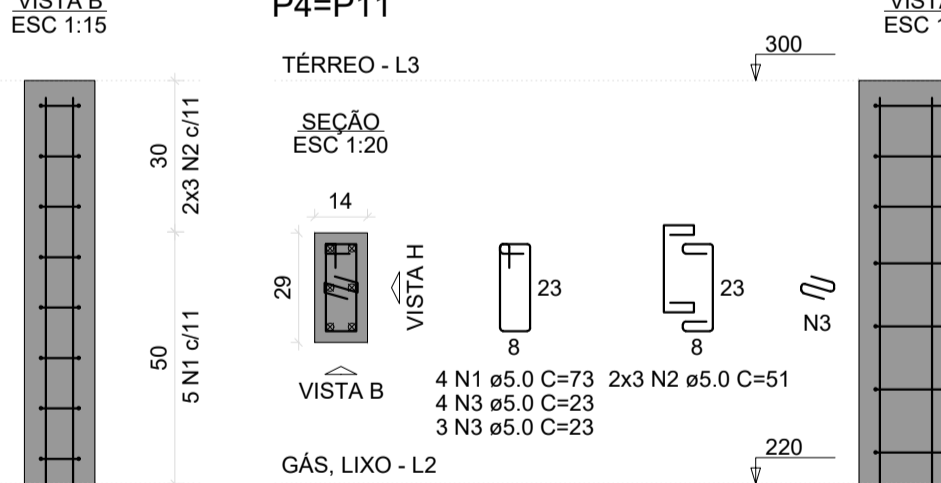 VISTA B
ESC 1:15
P4=P11
VISTA
ESC 1
TÉRREO - L3
300
SEÇÃO
ESC 1:20
30
2x3 N2 c/11
14
29
VISTA H
VISTA B
23
8
23
8
N3
4 N1 ø5.0 C=73
4 N3 ø5.0 C=23
3 N3 ø5.0 C=23
2x3 N2 ø5.0 C=51
50
5 N1 c/11
GÁS, LIXO - L2
220